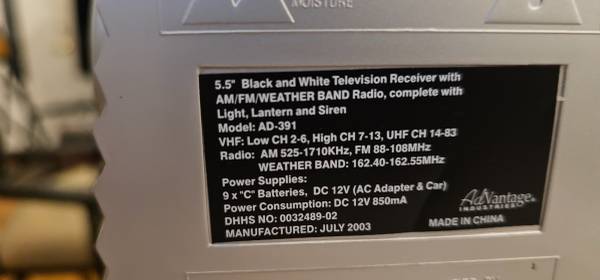 MOISTURE
5.5" Black and White Television Receiver with
AM/FM/WEATHER BAND Radio, complete with
Light, Lantern and Siren
Model: AD-391
VHF: Low CH 2-6, High CH 7-13, UHF CH 14-83
Radio: AM 525-1710KHz, FM 88-108MHz
WEATHER BAND: 162.40-162.55MHz
Power Supplies:
9 x "C" Batteries, DC 12V (AC Adapter & Car)
Power Consumption: DC 12V 850mA
DHHS NO: 0032489-02
MANUFACTURED: JULY 2003
AdVantage
INDUSTRIES
MADE IN CHINA